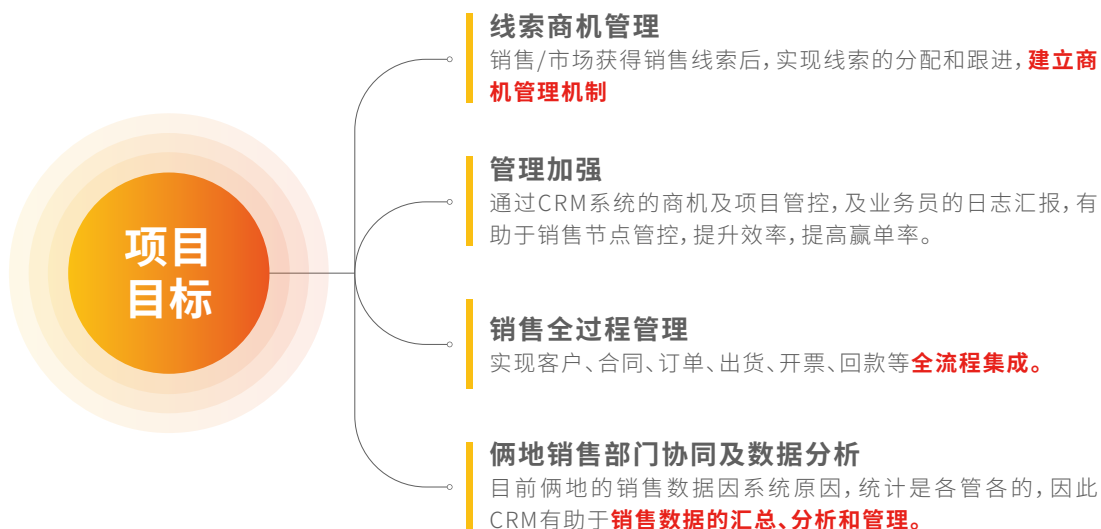 项目
目标
线索商机管理
销售/市场获得销售线索后，实现线索的分配和跟进，建立商
机管理机制
管理加强
通过CRM系统的商机及项目管控，及业务员的日志汇报，有
助于销售节点管控，提升效率，提高赢单率。
销售全过程管理
实现客户、合同、订单、出货、开票、回款等全流程集成。
俩地销售部门协同及数据分析
目前俩地的销售数据因系统原因，统计是各管各的，因此
CRM有助于销售数据的汇总、分析和管理。